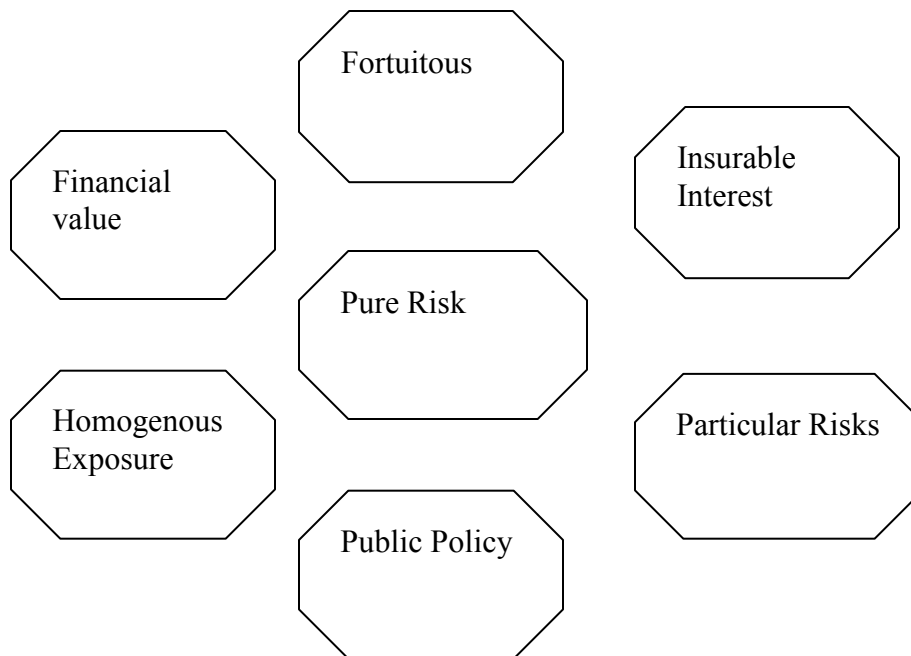 Fortuitous
Financial
value
Insurable
Interest
Pure Risk
Homogenous
Exposure
Particular Risks
Public Policy